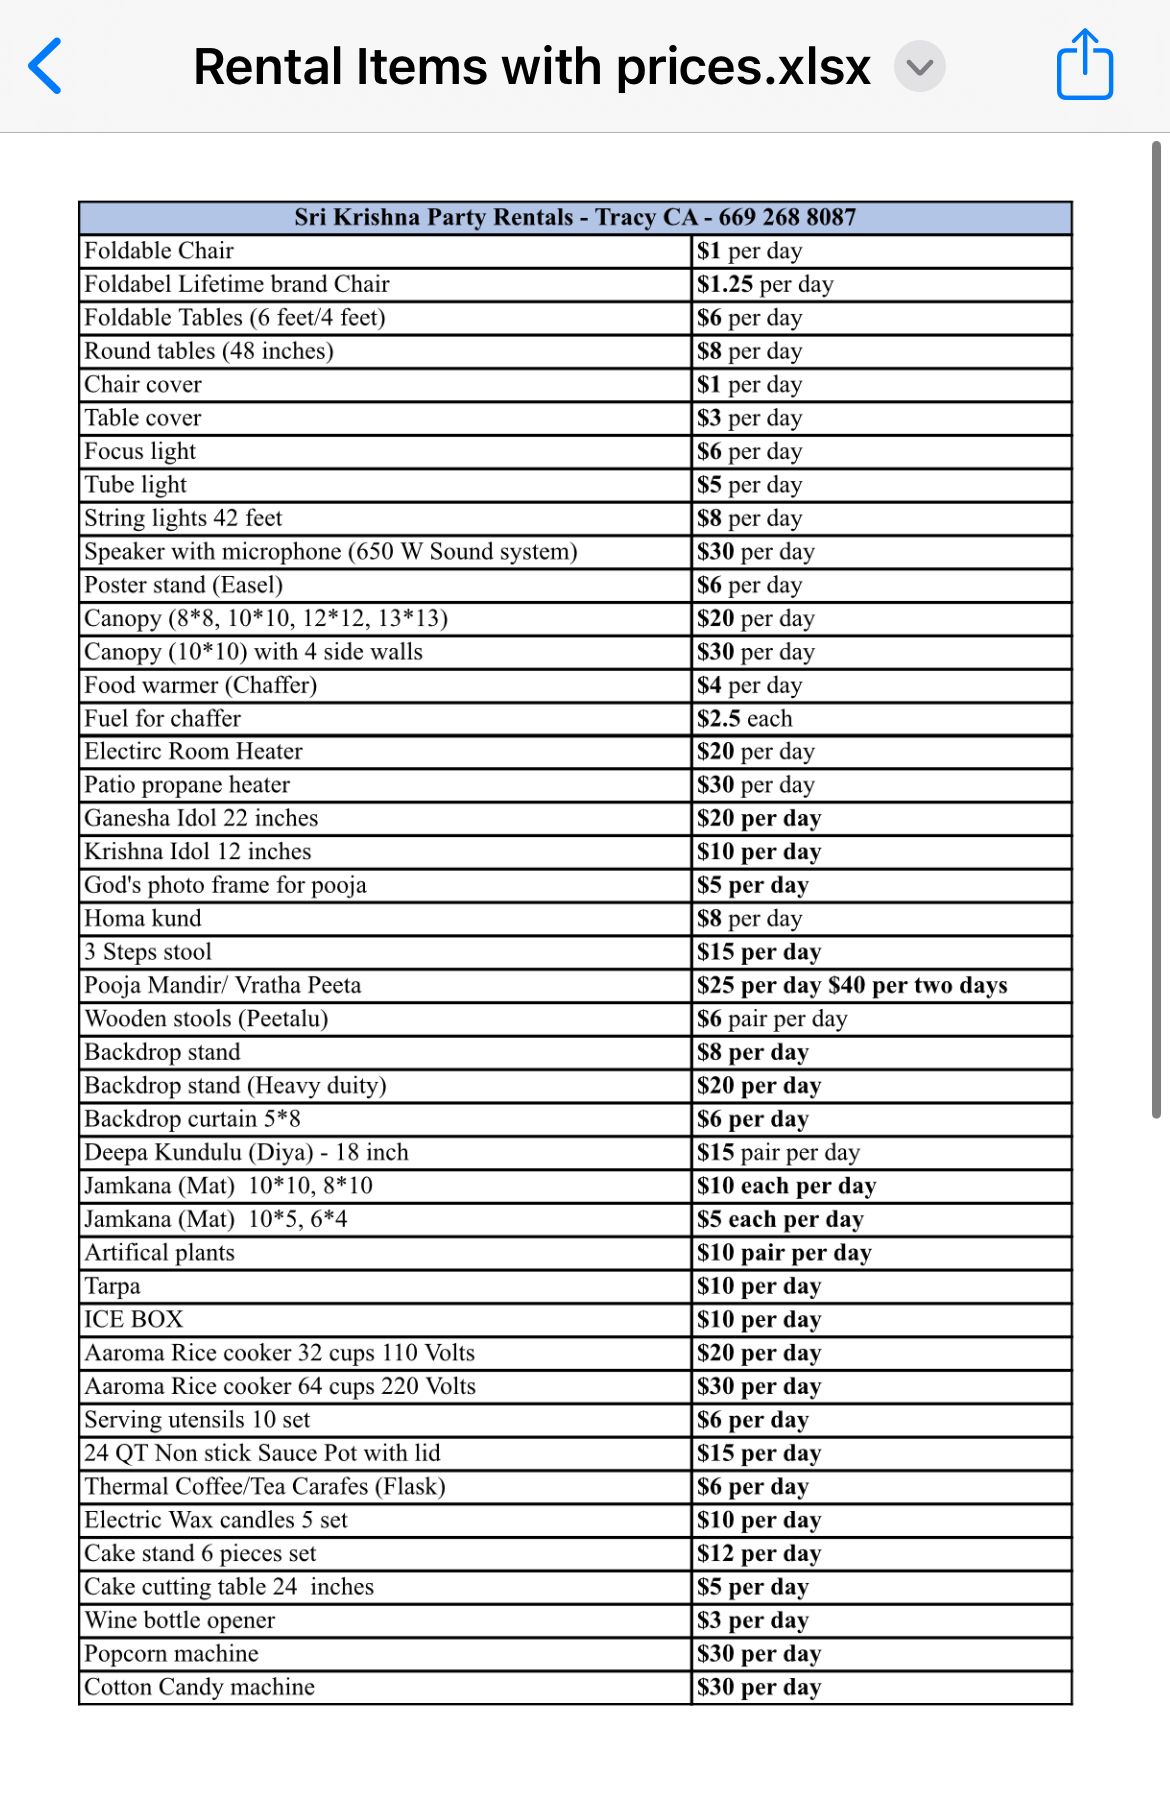 Rental Items with prices.xlsx
Sri Krishna Party Rentals - Tracy CA - 669 268 8087
Foldable Chair $1 per day
Foldabel Lifetime brand Chair $1.25 per day
Foldable Tables (6 feet/4 feet) $6 per day
Round tables (48 inches) $8 per day
Chair cover $1 per day
Table cover $3 per day
Focus light $6 per day
Tube light $5 per day
String lights 42 feet $8 per day
Speaker with microphone (650 W Sound system) $30 per day
Poster stand (Easel) $6 per day
Canopy (8*8, 10*10, 12*12, 13*13) $20 per day
Canopy (10*10) with 4 side walls $30 per day
Food warmer (Chaffer) $4 per day
Fuel for chaffer $2.5 each
Electirc Room Heater $20 per day
Patio propane heater $30 per day
Ganesha Idol 22 inches $20 per day
Krishna Idol 12 inches $10 per day
God's photo frame for pooja $5 per day
Homa kund $8 per day
3 Steps stool $15 per day
Pooja Mandir/ Vratha Peeta $25 per day $40 per two days
Wooden stools (Peetalu) $6 pair per day
Backdrop stand $8 per day
Backdrop stand (Heavy duty) $20 per day
Backdrop curtain 5*8 $6 per day
Deepa Kundulu (Diya) - 18 inch $15 pair per day
Jamkana (Mat)  10*10, 8*10 $10 each per day
Jamkana (Mat)  10*5, 6*4 $5 each per day
Artifical plants $10 pair per day
Tarpa $10 per day
ICE BOX $10 per day
Aaroma Rice cooker 32 cups 110 Volts $20 per day
Aaroma Rice cooker 64 cups 220 Volts $30 per day
Serving utensils 10 set $6 per day
24 QT Non stick Sauce Pot with lid $15 per day
Thermal Coffee/Tea Carafes (Flask) $6 per day
Electric Wax candles 5 set $10 per day
Cake stand 6 pieces set $12 per day
Cake cutting table 24  inches $5 per day
Wine bottle opener $3 per day
Popcorn machine $30 per day
Cotton Candy machine $30 per day